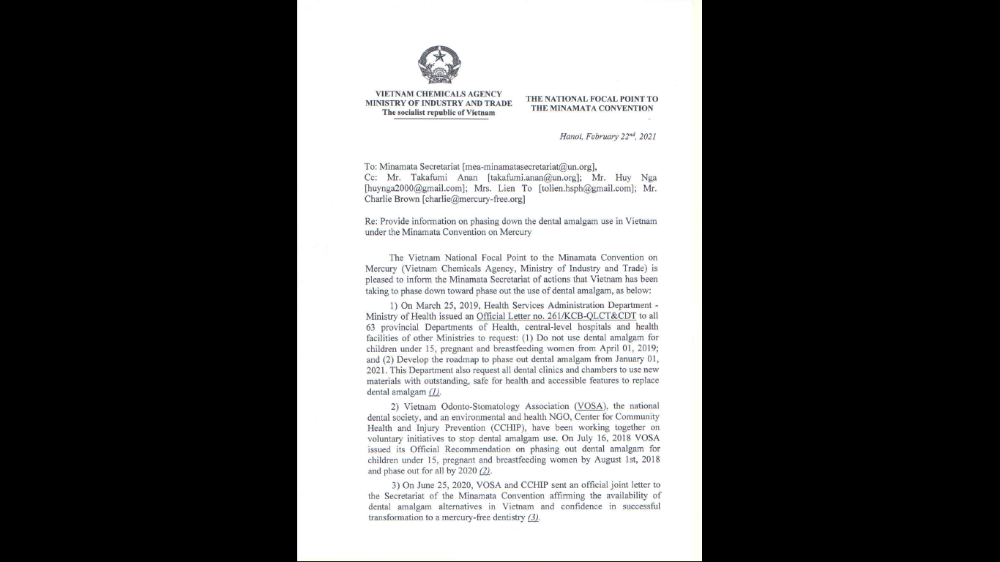 VIETNAM CHEMICALS AGENCY
MINISTRY OF INDUSTRY AND TRADE
The socialist republic of Vietnam
THE NATIONAL FOCAL POINT TO
THE MINAMATA CONVENTION
Hanoi, February 22nd, 2021
To: Minamata Secretariat [mea-minamatasecretariat@un.org],
Cc: Mr. Takafumi Anan [takafumi.anan@un.org]; Mr. Huy Nga
[huynga2000@gmail.com]; Mrs. Lien To [tolien.hsph@gmail.com]; Mr.
Charlie Brown [charlie@mercury-free.org]
Re: Provide information on phasing down the dental amalgam use in Vietnam
under the Minamata Convention on Mercury
The Vietnam National Focal Point to the Minamata Convention on
Mercury (Vietnam Chemicals Agency, Ministry of Industry and Trade) is
pleased to inform the Minamata Secretariat of actions that Vietnam has been
taking to phase down toward phase out the use of dental amalgam, as below:
1) On March 25, 2019, Health Services Administration Department -
Ministry of Health issued an Official Letter no. 261/KCB-QLCT&CDT to all
63 provincial Departments of Health, central-level hospitals and health
facilities of other Ministries to request: (1) Do not use dental amalgam for
children under 15, pregnant and breastfeeding women from April 01, 2019;
and (2) Develop the roadmap to phase out dental amalgam from January 01,
2021. This Department also request all dental clinics and chambers to use new
materials with outstanding, safe for health and accessible features to replace
dental amalgam (1).
2) Vietnam Odonto-Stomatology Association (VOSA), the national
dental society, and an environmental and health NGO, Center for Community
Health and Injury Prevention (CCHIP), have been working together on
voluntary initiatives to stop dental amalgam use. On July 16, 2018 VOSA
issued its Official Recommendation on phasing out dental amalgam for
children under 15, pregnant and breastfeeding women by August 1st, 2018
and phase out for all by 2020 (2).
3) On June 25, 2020, VOSA and CCHIP sent an official joint letter to
the Secretariat of the Minamata Convention affirming the availability of
dental amalgam alternatives in Vietnam and confidence in successful
transformation to a mercury-free dentistry (3).